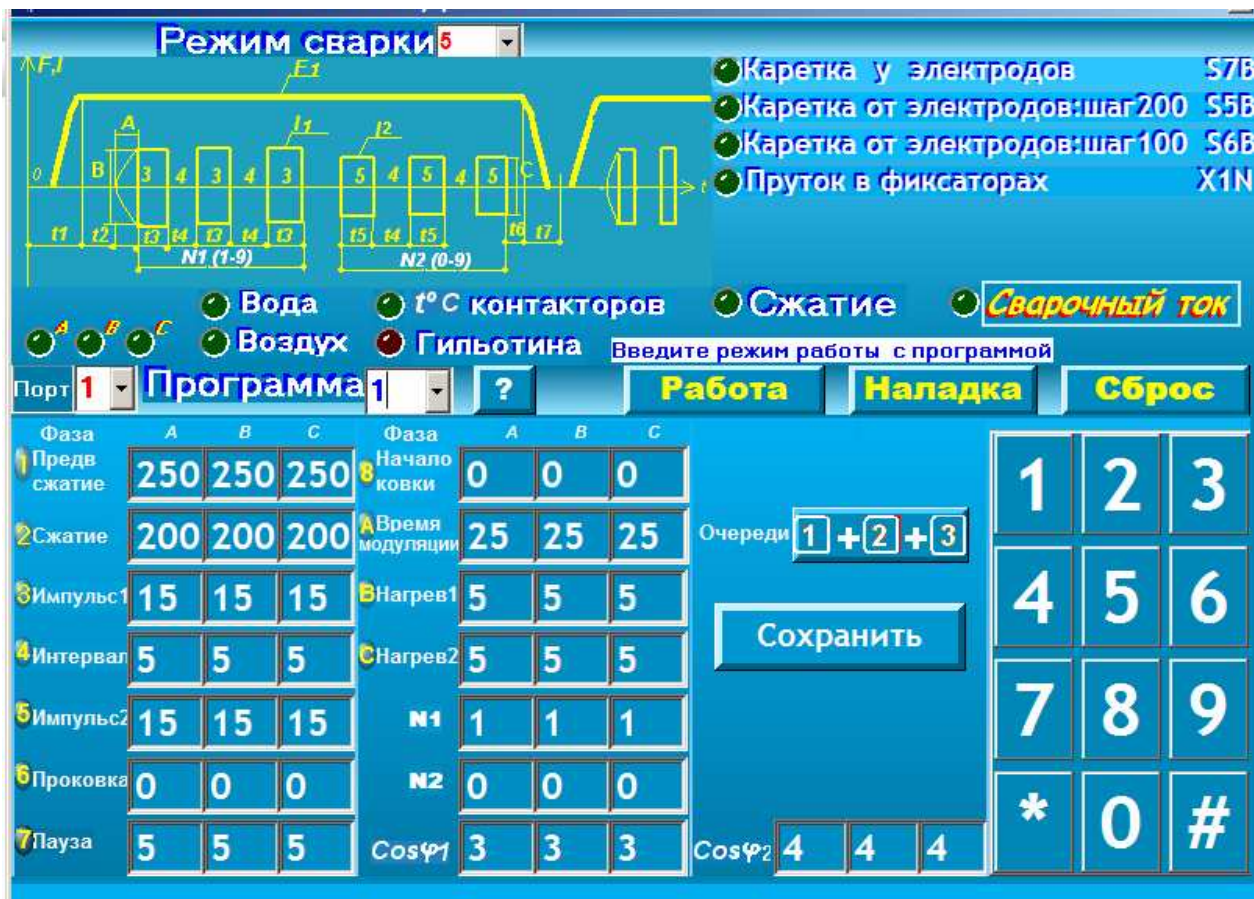 Режим сварки 5
F,I
F1
A
I1
I2
B
3 4 3 4 3
5 4 5 4 5
C
0
t
t1 t2 t3 t4 t3 t4 t3
t5 t4 t5 t6 t7
N1 (1-9)
N2 (0-9)
Каретка у электродов S7B
Каретка от электродов:шаг200 S5B
Каретка от электродов:шаг100 S6B
Пруток в фиксаторах X1N
Вода
t° C контакторов
Сжатие
Сварочный ток
A B C
Воздух
Гильотина
Введите режим работы с программой
Порт 1
Программа 1
?
Работа
Наладка
Сброс
Фаза A B C
1 Предв
сжатие
250 250 250
2 Сжатие 200 200 200
3 Импульс1 15 15 15
4 Интервал 5 5 5
5 Импульс2 15 15 15
6 Проковка 0 0 0
7 Пауза 5 5 5
Фаза A B C
8 Начало
ковки
0 0 0
A Время
модуляции
25 25 25
B Нагрев1 5 5 5
C Нагрев2 5 5 5
N1 1 1 1
N2 0 0 0
Cosφ1 3 3 3
Очереди 1 + 2 + 3
Сохранить
Cosφ2 4 4 4
1 2 3
4 5 6
7 8 9
* 0 #